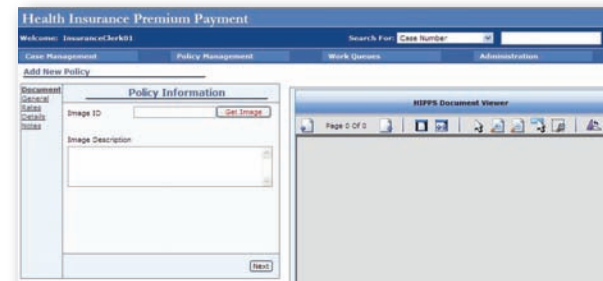 Health Insurance Premium Payment
Welcome: InsuranceClerk01 Search For: Case Number
Case Management Policy Management Work Queues Administration
Add New Policy
Document
General
Rates
Details
Notes
Policy Information
Image ID Get Image
Image Description
Next
HIPPS Document Viewer
Page 0 Of 0